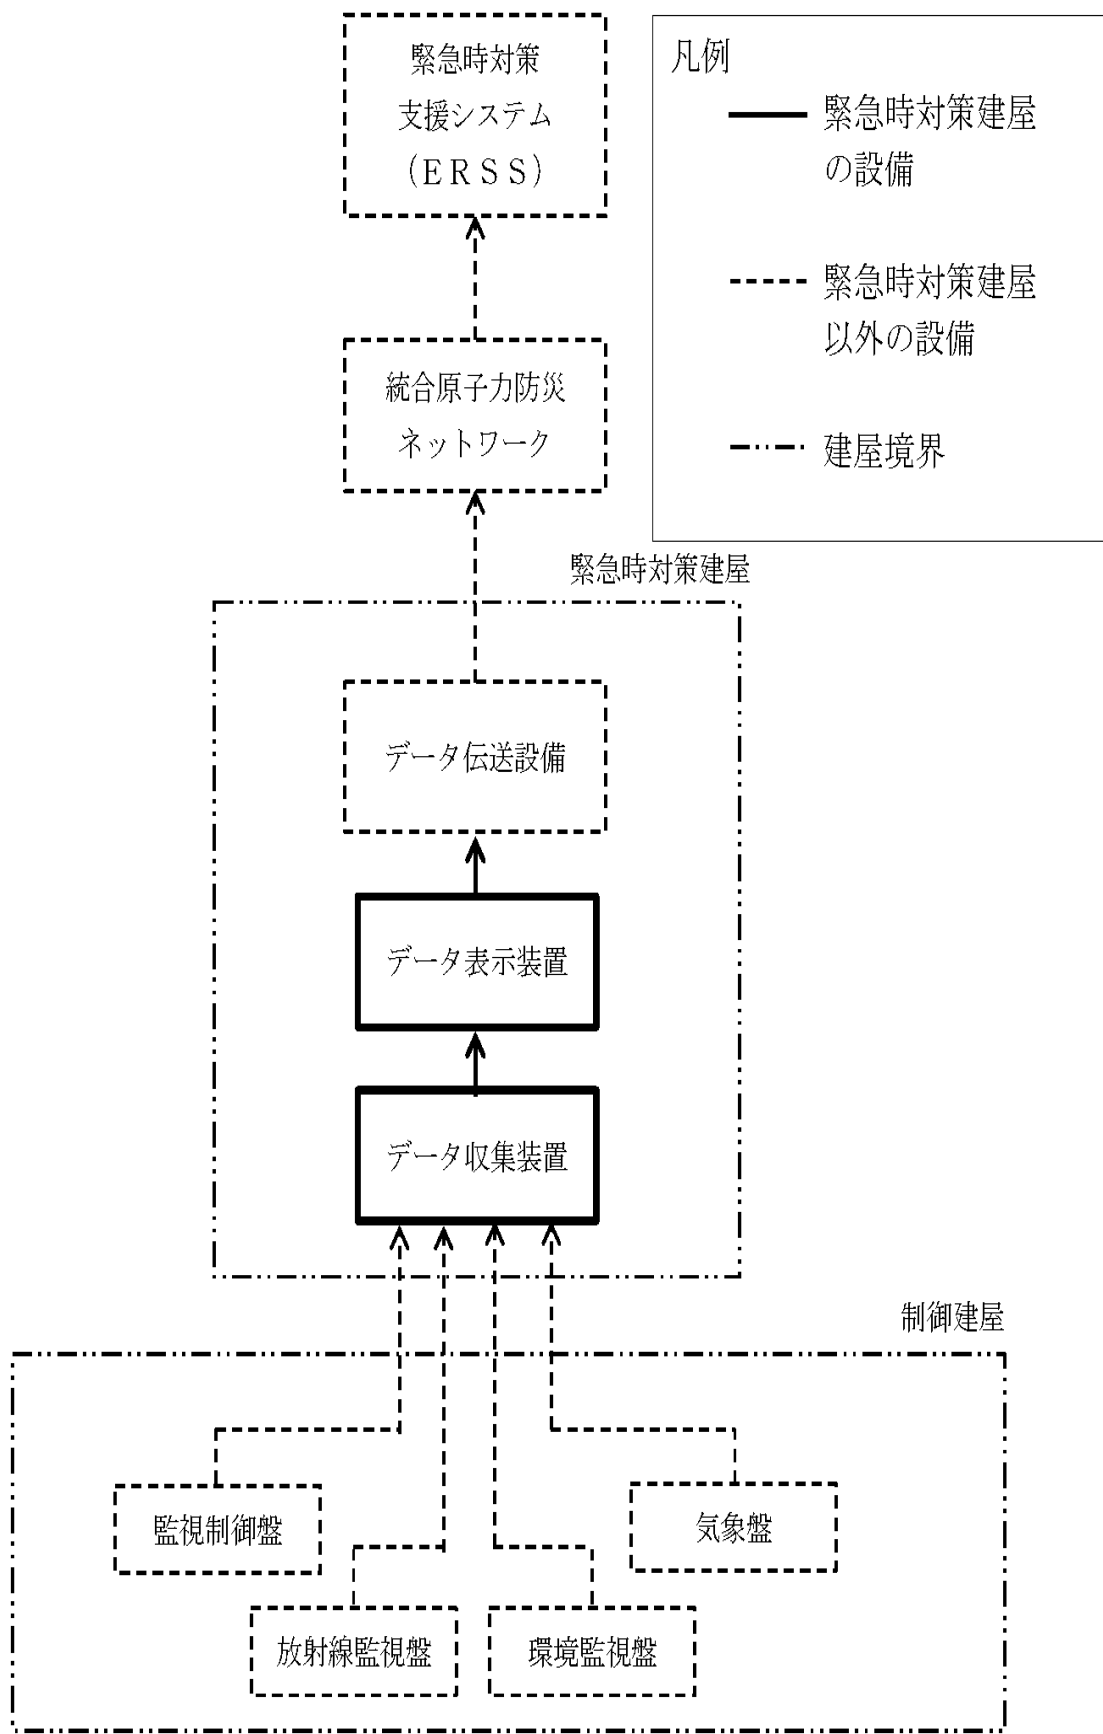 緊急時対策
支援システム
(ERSS)
凡例
緊急時対策建屋
の設備
緊急時対策建屋
以外の設備
建屋境界
統合原子力防災
ネットワーク
緊急時対策建屋
データ伝送設備
データ表示装置
データ収集装置
制御建屋
監視制御盤
気象盤
放射線監視盤
環境監視盤